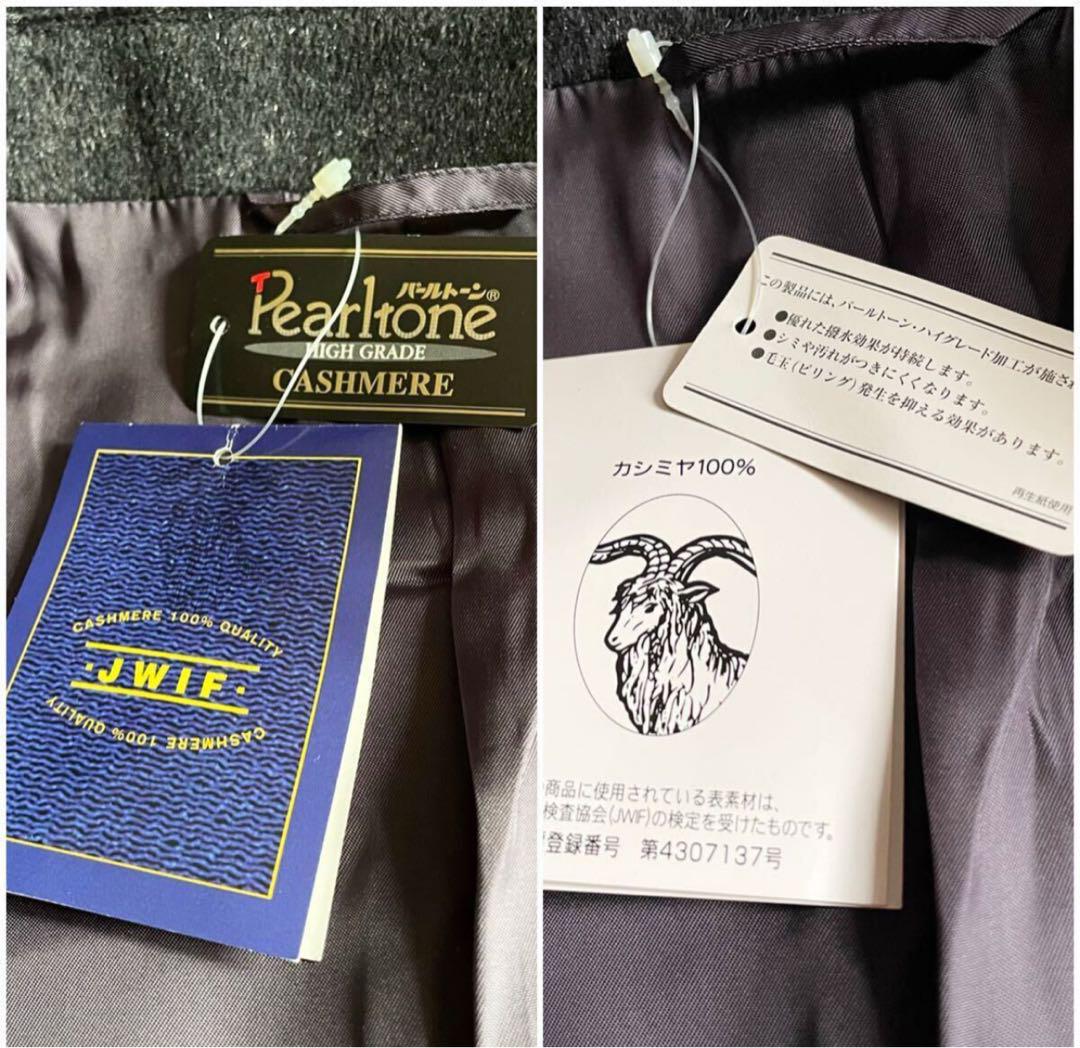 パールトーン®
Pearltone
HIGH GRADE
CASHMERE
CASHMERE 100% QUALITY
・JWIF・
CASHMERE 100% QUALITY
この製品には、パールトーン・ハイグレード加工が施され
●優れた撥水効果が持続します。
●シミや汚れがつきにくくなります。
●毛玉(ピリング)発生を抑える効果があります。
再生紙使用
カシミヤ100%
商品に使用されている表素材は、
検査協会(JWIF)の検定を受けたものです。
登録番号 第4307137号